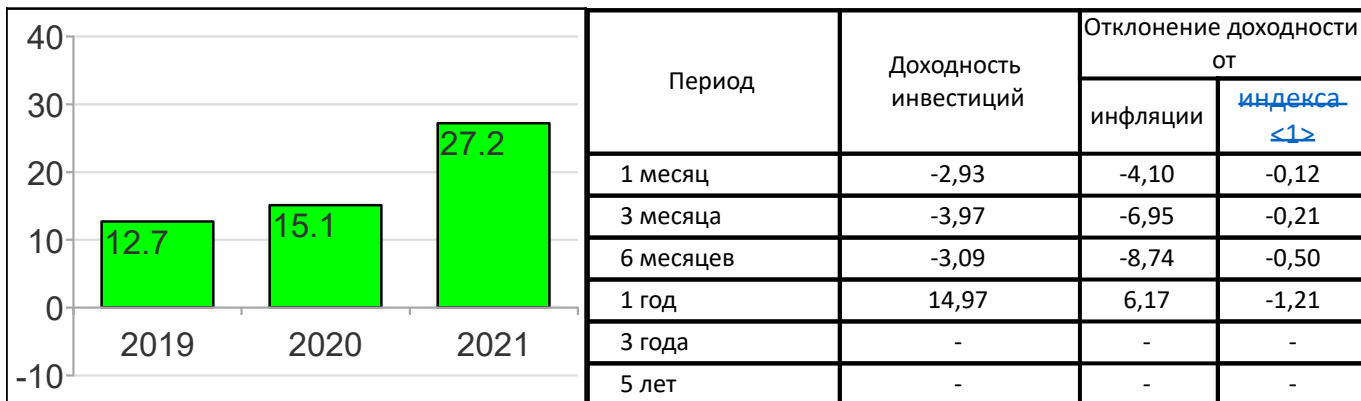 40
30
20
10
0
-10
12.7
15.1
27.2
2019 2020 2021
Период
Доходность
инвестиций
Отклонение доходности
от
инфляции
индекса
<1>
1 месяц -2,93 -4,10 -0,12
3 месяца -3,97 -6,95 -0,21
6 месяцев -3,09 -8,74 -0,50
1 год 14,97 6,17 -1,21
3 года - - -
5 лет - - -